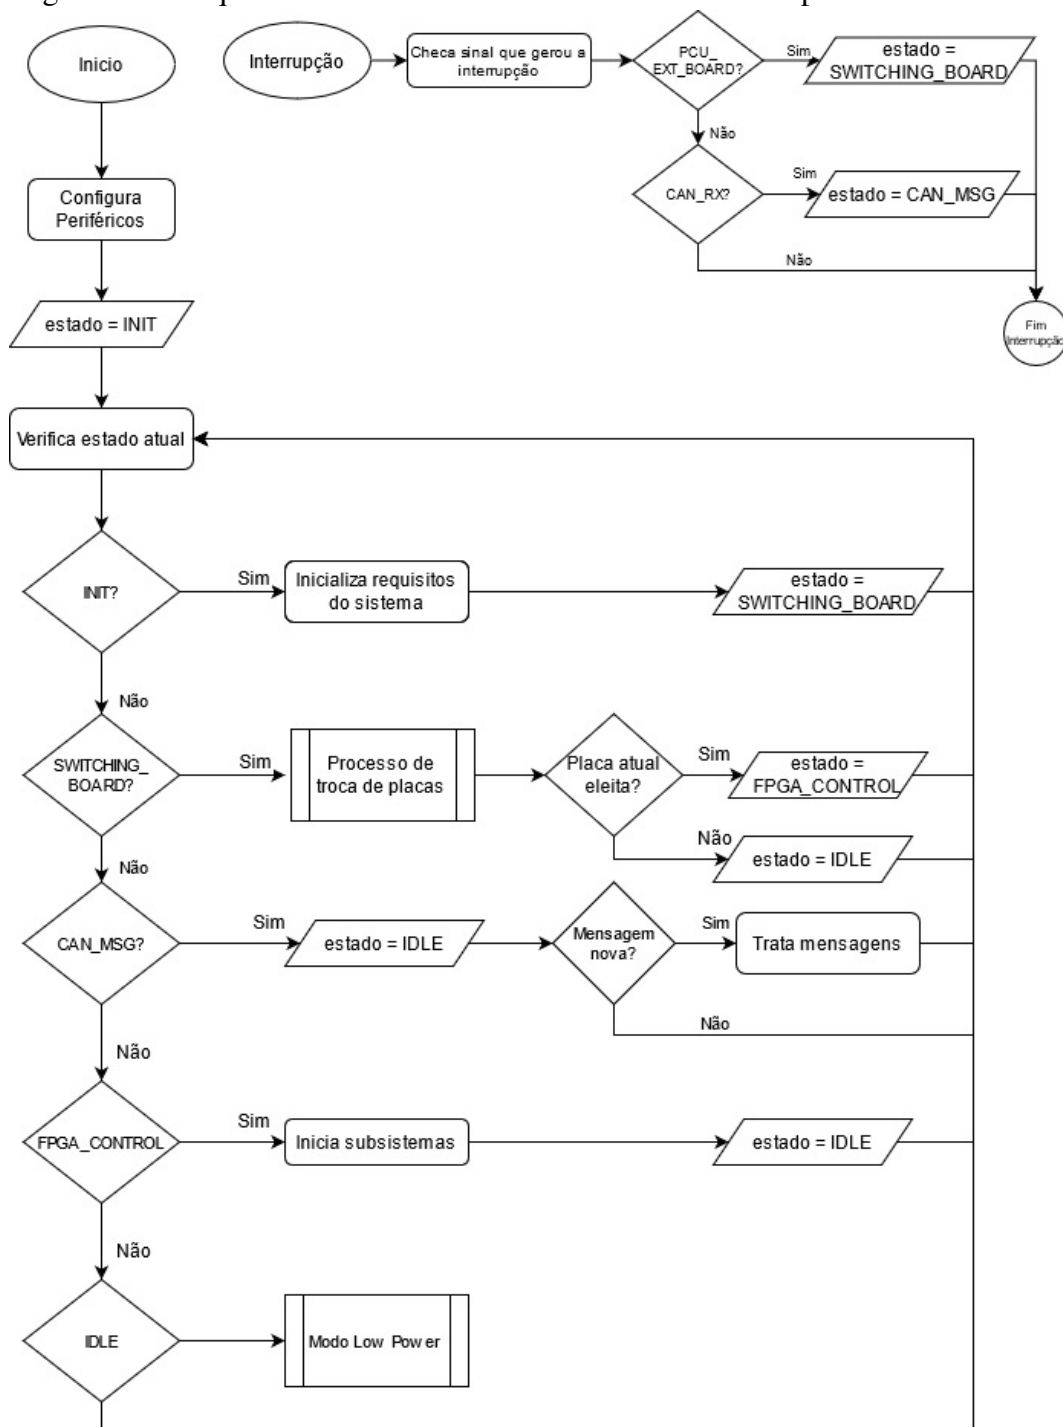 Inicio
Interrupção
Checa sinal que gerou a
interrupção
PCU_
EXT_BOARD?
Sim
estado =
SWITCHING_BOARD
Não
CAN_RX?
Sim
estado = CAN_MSG
Não
Fim
Interrupção
Configura
Periféricos
estado = INIT
Verifica estado atual
INIT?
Sim
Inicializa requisitos
do sistema
estado =
SWITCHING_BOARD
Não
SWITCHING_
BOARD?
Sim
Processo de
troca de placas
Placa atual
eleita?
Sim
estado =
FPGA_CONTROL
Não
estado = IDLE
Não
CAN_MSG?
Sim
estado = IDLE
Mensagem
nova?
Sim
Trata mensagens
Não
Não
FPGA_CONTROL
Sim
Inicia subsistemas
estado = IDLE
Não
IDLE
Modo Low Power